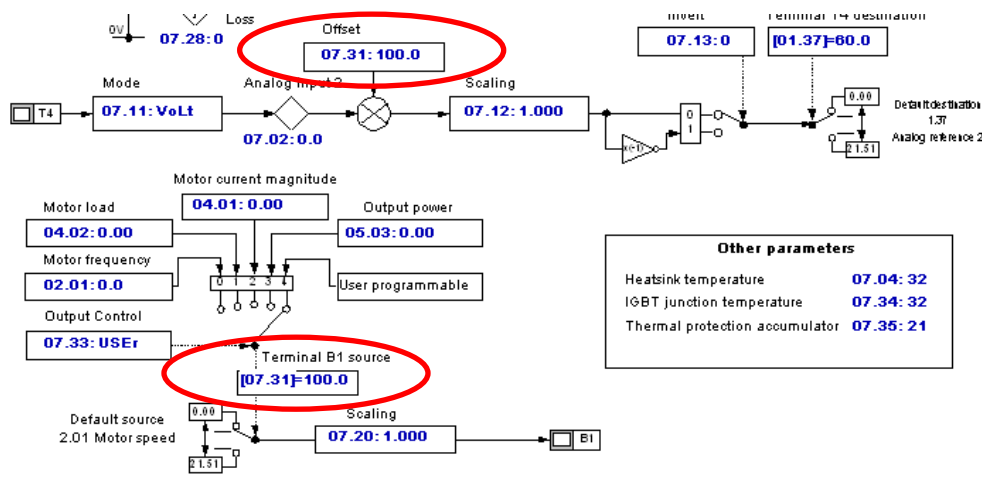 Loss
0V
07.28:0
Offset
07.31:100.0
Invert
07.13:0
Terminal T4 destination
[01.37]=60.0
T4
Mode
07.11:VoLt
Analog Input 2
07.02:0.0
Scaling
07.12:1.000
0
1
x(-1)
0.00
21.51
Default destination
1.37
Analog reference 2
Motor current magnitude
04.01:0.00
Motor load
04.02:0.00
Output power
05.03:0.00
Motor frequency
02.01:0.0
0 1 2 3 4
User programmable
Output Control
07.33:USEr
Terminal B1 source
[07.31]=100.0
Default source
2.01 Motor speed
0.00
21.51
Scaling
07.20:1.000
B1
Other parameters
Heatsink temperature 07.04:32
IGBT junction temperature 07.34:32
Thermal protection accumulator 07.35:21